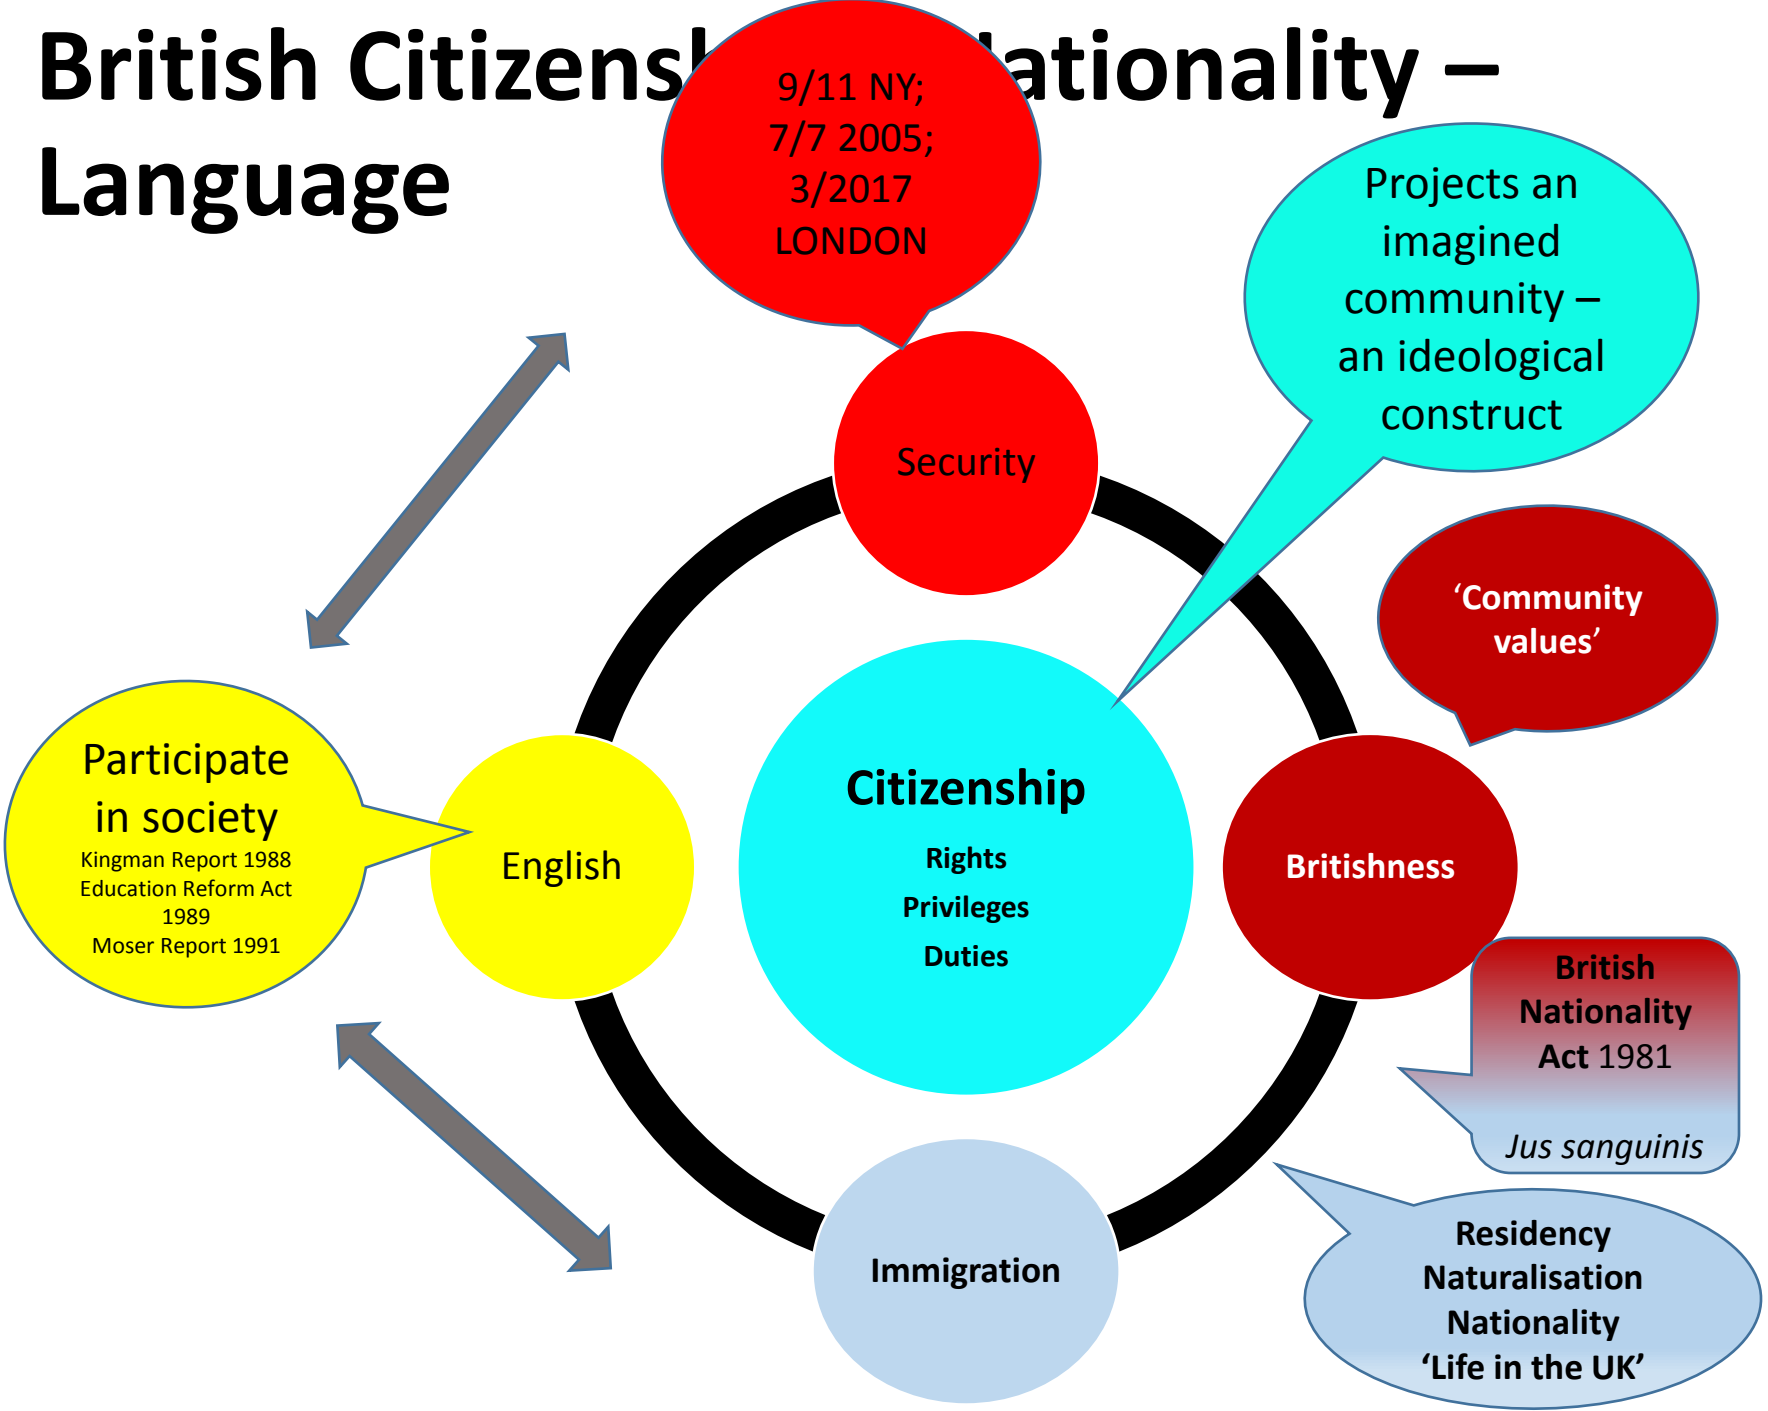 British Citizens ationality –
Language
9/11 NY;
7/7 2005;
3/2017
LONDON
Projects an
imagined
community –
an ideological
construct
Security
‘Community
values’
Participate
in society
Kingman Report 1988
Education Reform Act
1989
Moser Report 1991
English
Citizenship
Rights
Privileges
Duties
Britishness
British
Nationality
Act 1981
Jus sanguinis
Immigration
Residency
Naturalisation
Nationality
‘Life in the UK’